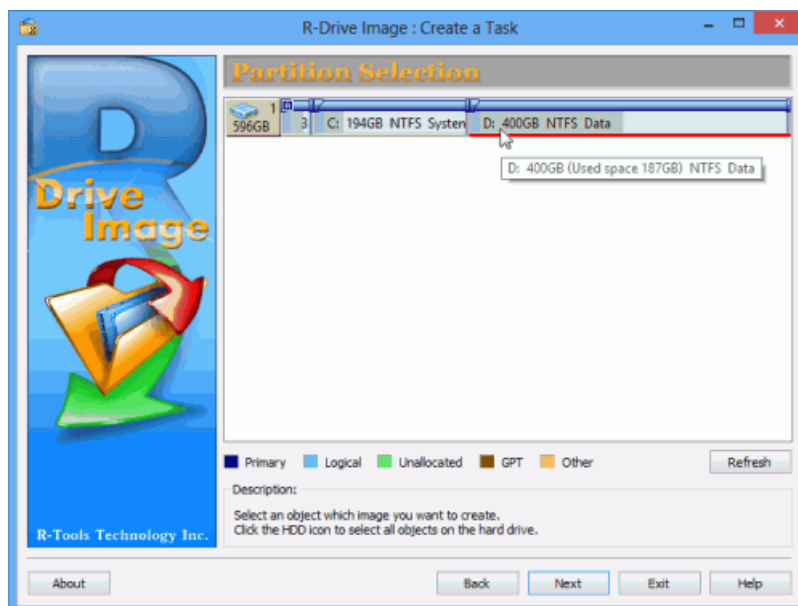 R-Drive Image : Create a Task
R
Drive
Image
R-Tools Technology Inc.
Partition Selection
1
596GB
3
C: 194GB NTFS System
D: 400GB NTFS Data
D: 400GB (Used space 187GB) NTFS Data
Primary Logical Unallocated GPT Other Refresh
Description:
Select an object which image you want to create.
Click the HDD icon to select all objects on the hard drive.
About Back Next Exit Help